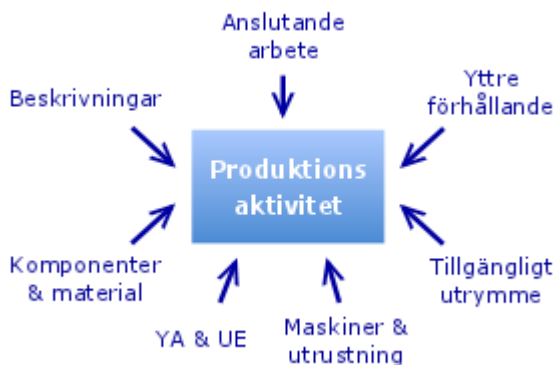 Anslutande
arbete
Beskrivningar
Yttre
förhållande
Produktions
aktivitet
Komponenter
& material
Tillgängligt
utrymme
YA & UE
Maskiner &
utrustning